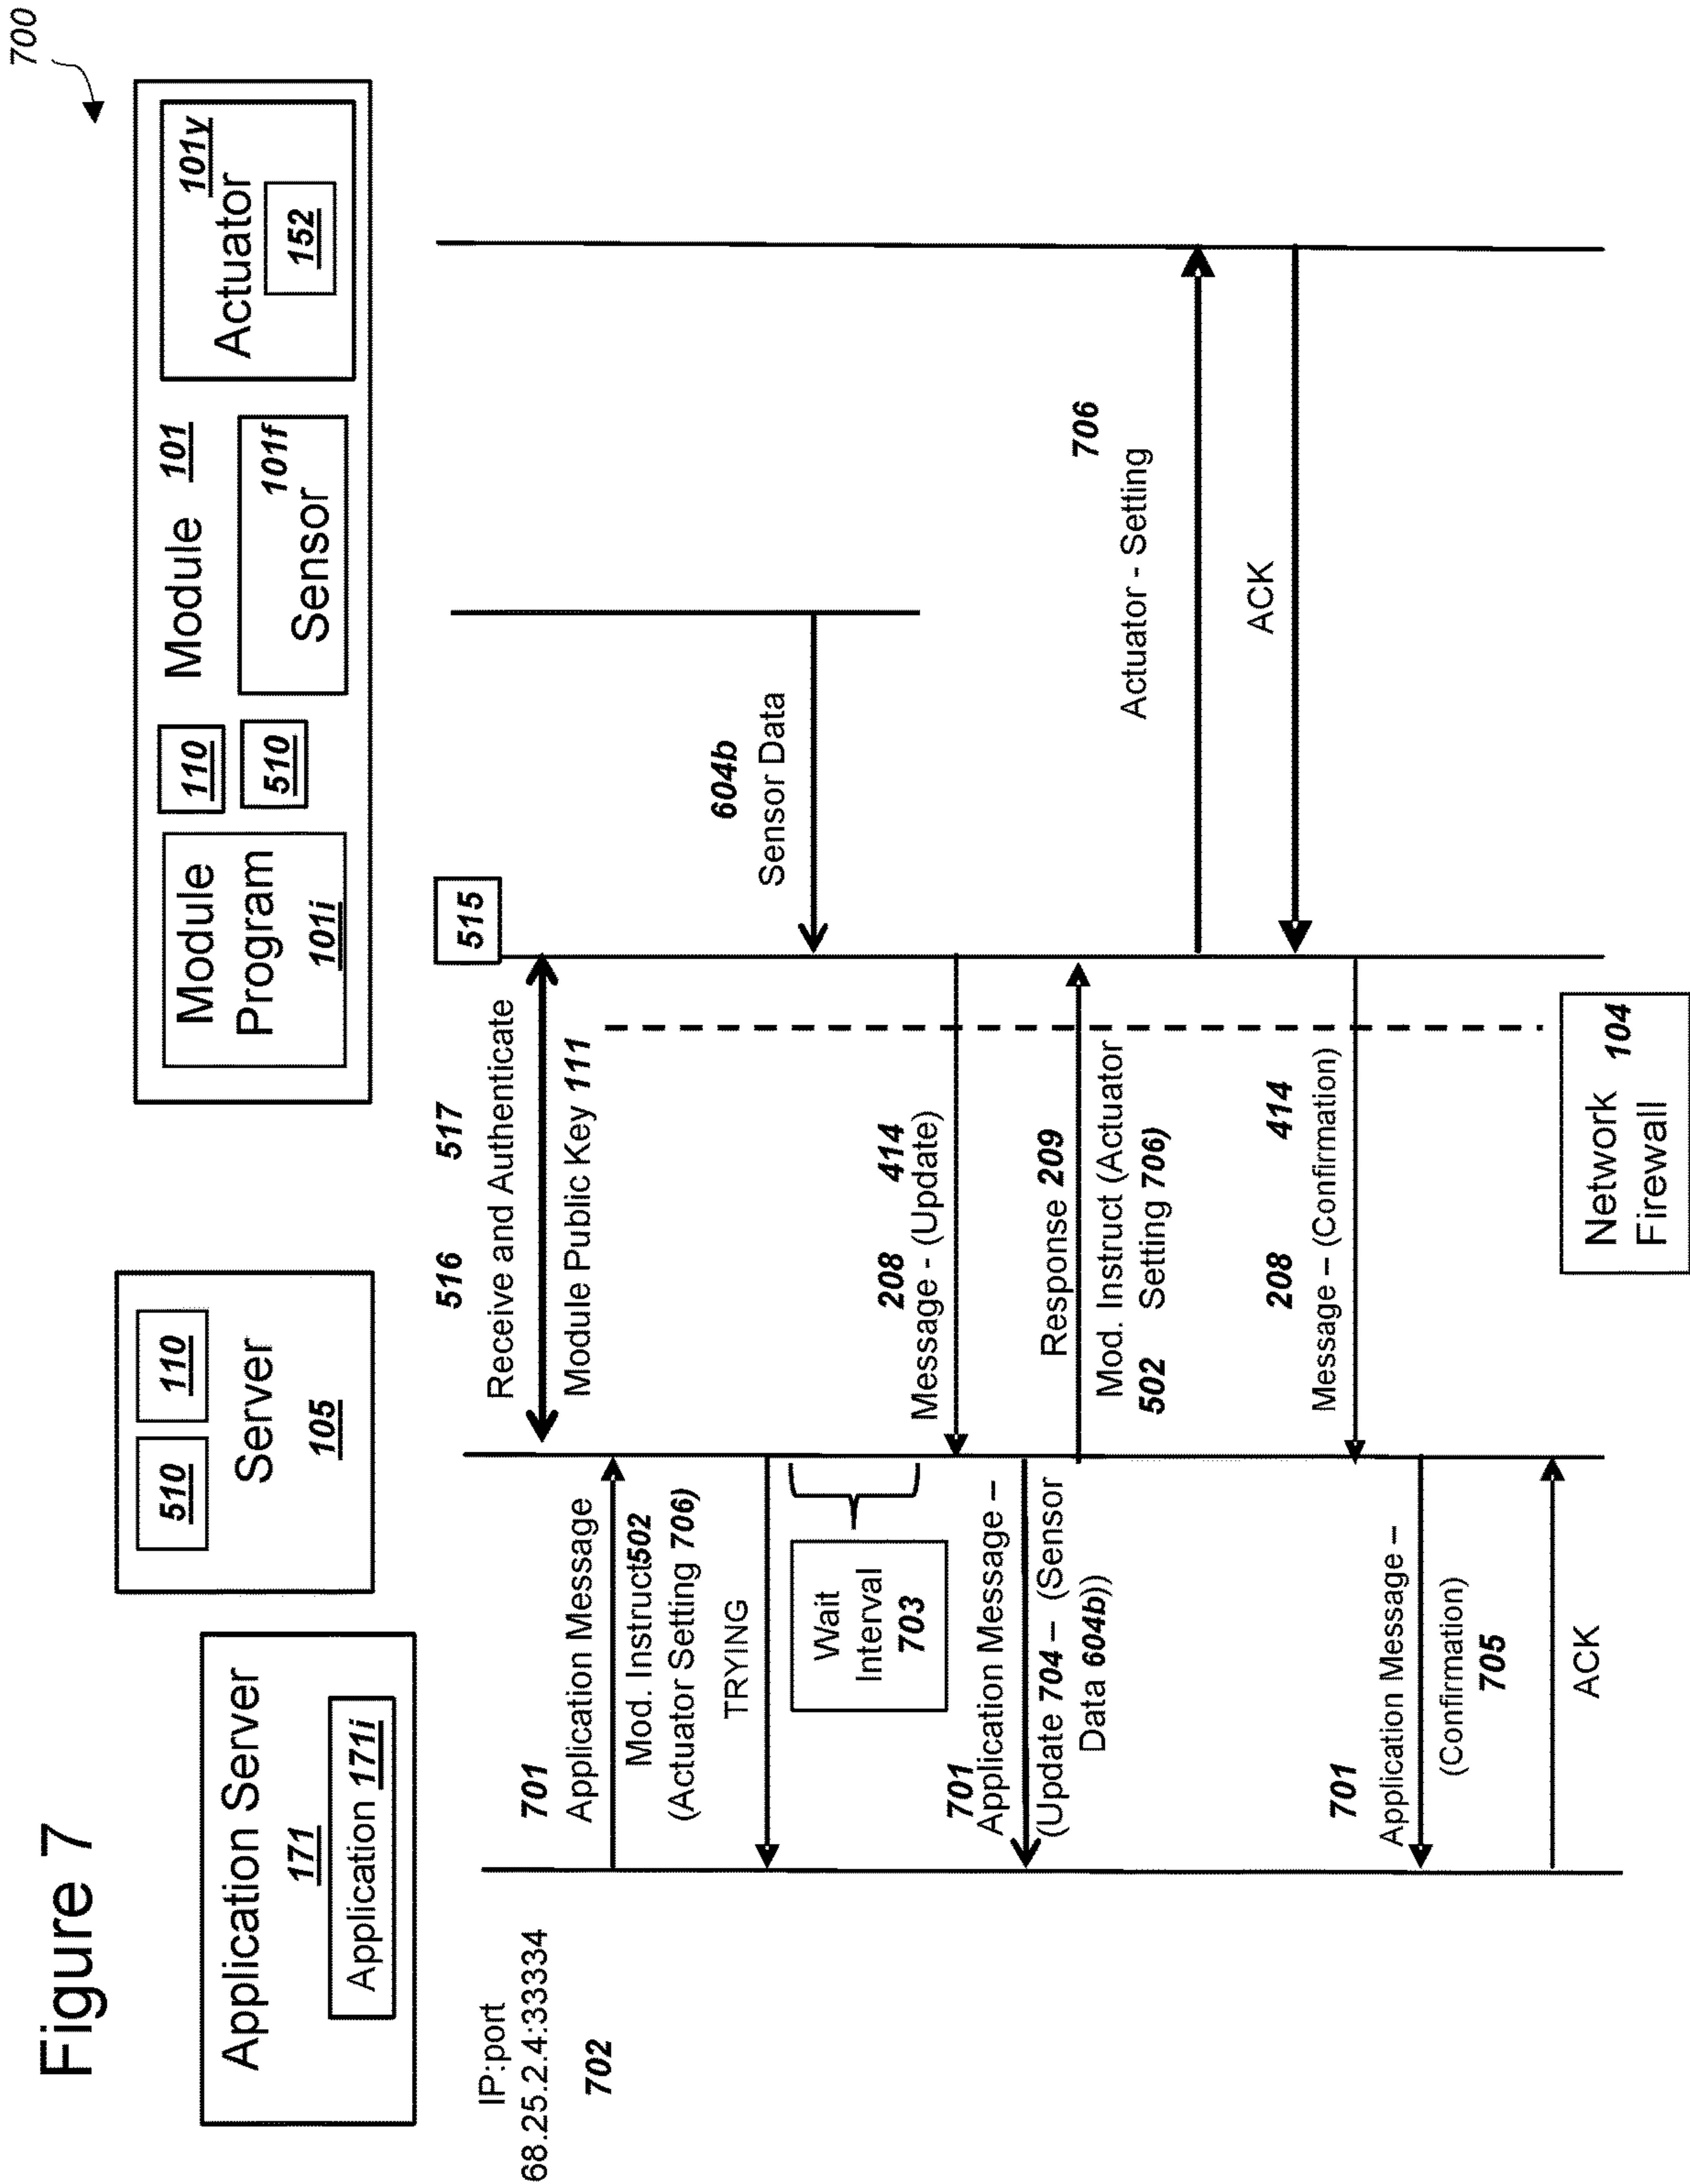 Figure 7
700
Application Server
171
Application 171i
510
110
Server
105
Module
Program
101i
110
510
Module 101
101f
Sensor
101y
Actuator
152
IP:port
68.25.2.4:33334
702
516 517
Receive and Authenticate
Module Public Key 111
515
701
Application Message
Mod. Instruct502
(Actuator Setting 706)
TRYING
Wait
Interval
703
604b
Sensor Data
208 414
Message - (Update)
701
Application Message –
(Update 704 – (Sensor
Data 604b))
Response 209
Mod. Instruct (Actuator
502 Setting 706)
706
Actuator - Setting
ACK
208 414
Message – (Confirmation)
701
Application Message –
(Confirmation)
705
ACK
Network 104
Firewall